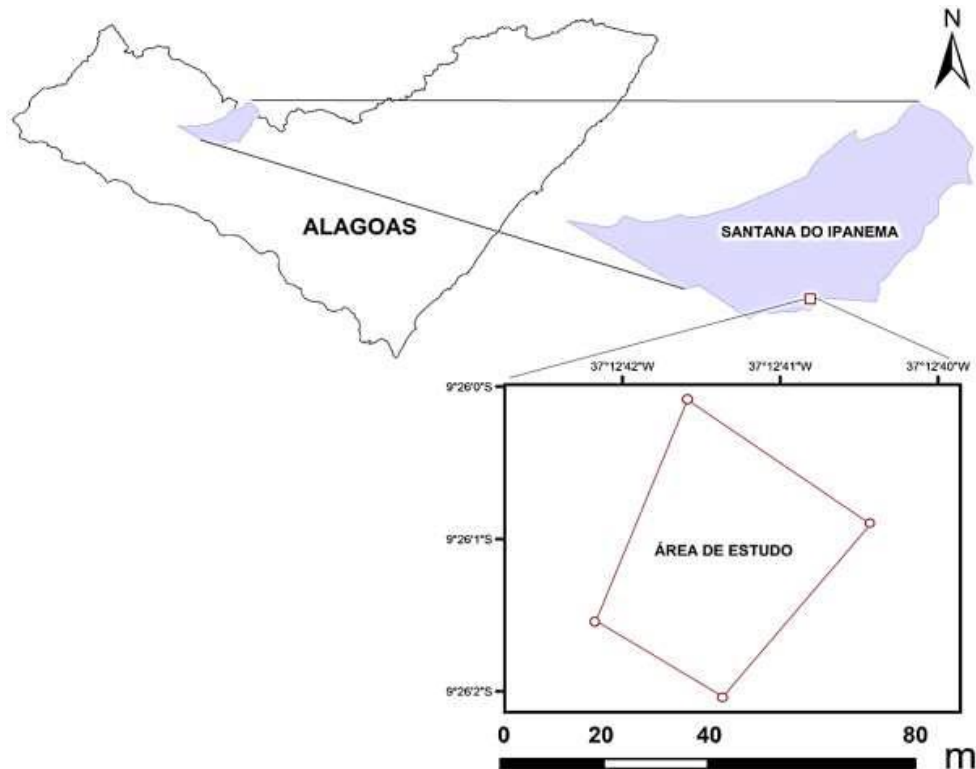 N
ALAGOAS
SANTANA DO IPANEMA
37°12'42"W 37°12'41"W 37°12'40"W
9°26'0"S
9°26'1"S
ÁREA DE ESTUDO
9°26'2"S
0 20 40 80
m